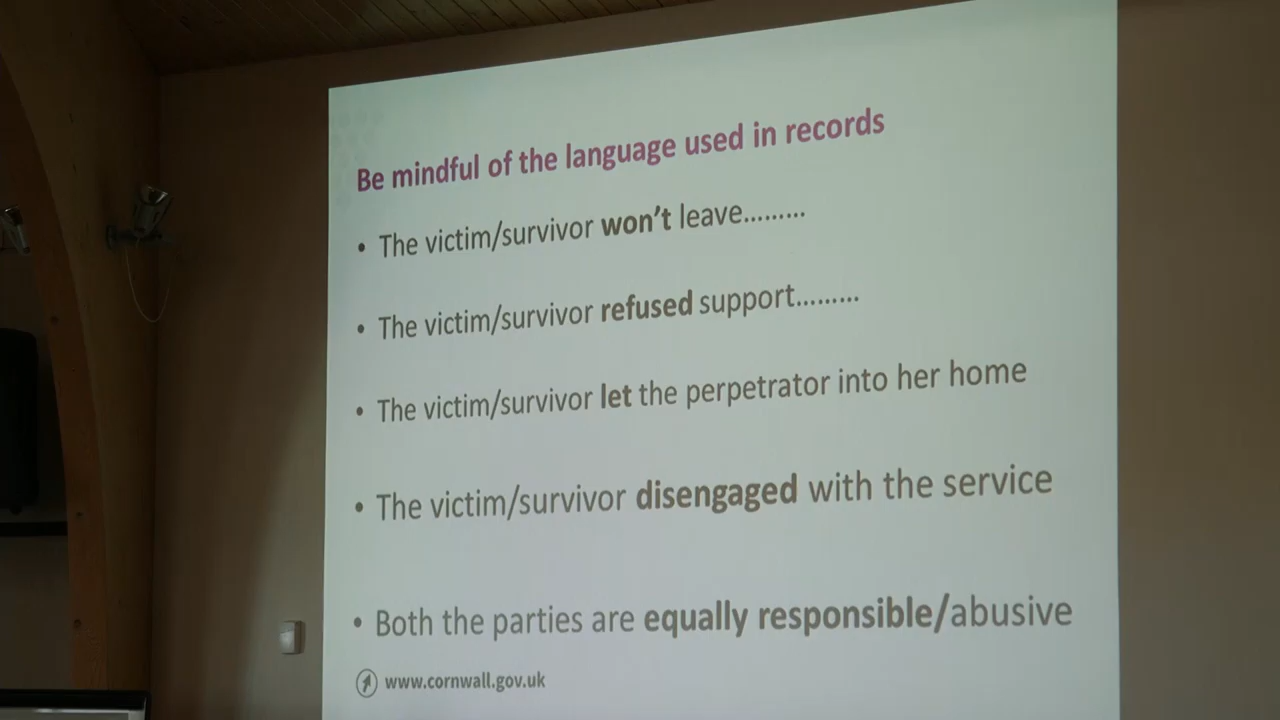 Be mindful of the language used in records
• The victim/survivor won't leave.........
• The victim/survivor refused support.........
• The victim/survivor let the perpetrator into her home
• The victim/survivor disengaged with the service
• Both the parties are equally responsible/abusive
www.cornwall.gov.uk